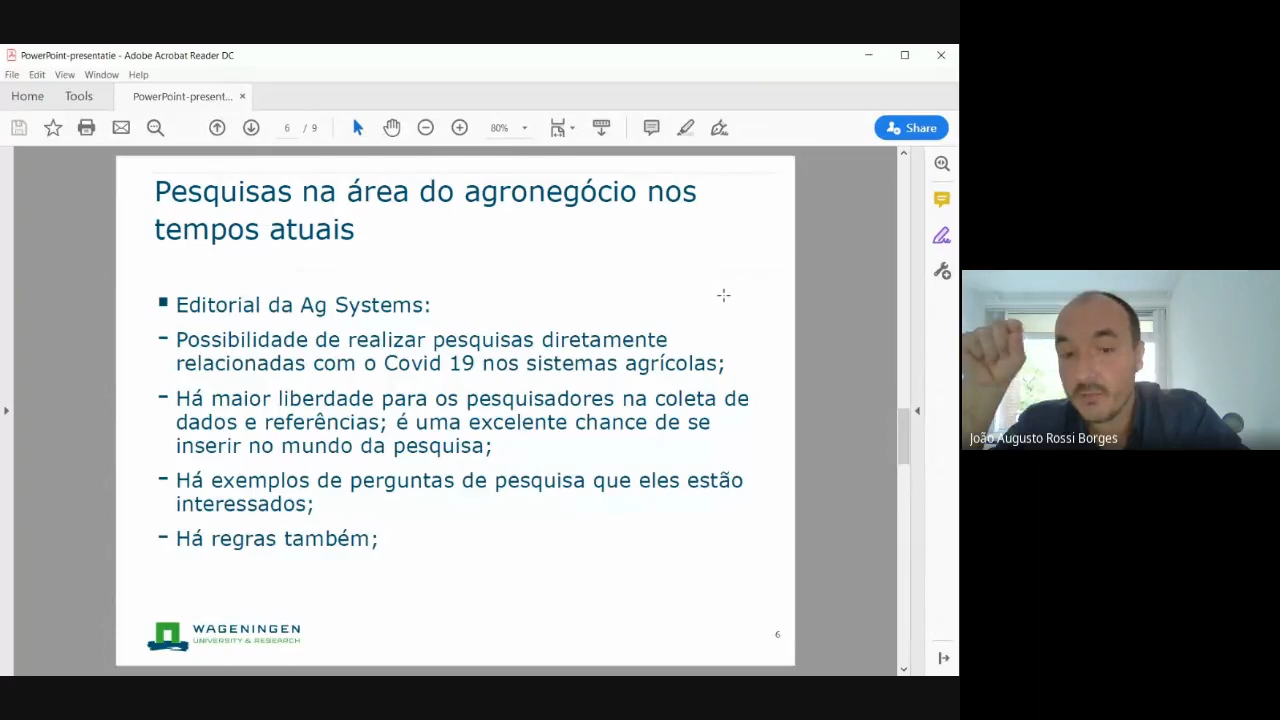 PowerPoint-presentatie - Adobe Acrobat Reader DC
File Edit View Window Help
Home Tools PowerPoint-present... ×
6 / 9 80% Share
Pesquisas na área do agronegócio nos
tempos atuais
Editorial da Ag Systems:
- Possibilidade de realizar pesquisas diretamente
relacionadas com o Covid 19 nos sistemas agrícolas;
- Há maior liberdade para os pesquisadores na coleta de
dados e referências; é uma excelente chance de se
inserir no mundo da pesquisa;
- Há exemplos de perguntas de pesquisa que eles estão
interessados;
- Há regras também;
WAGENINGEN
UNIVERSITY & RESEARCH
6
João Augusto Rossi Borges